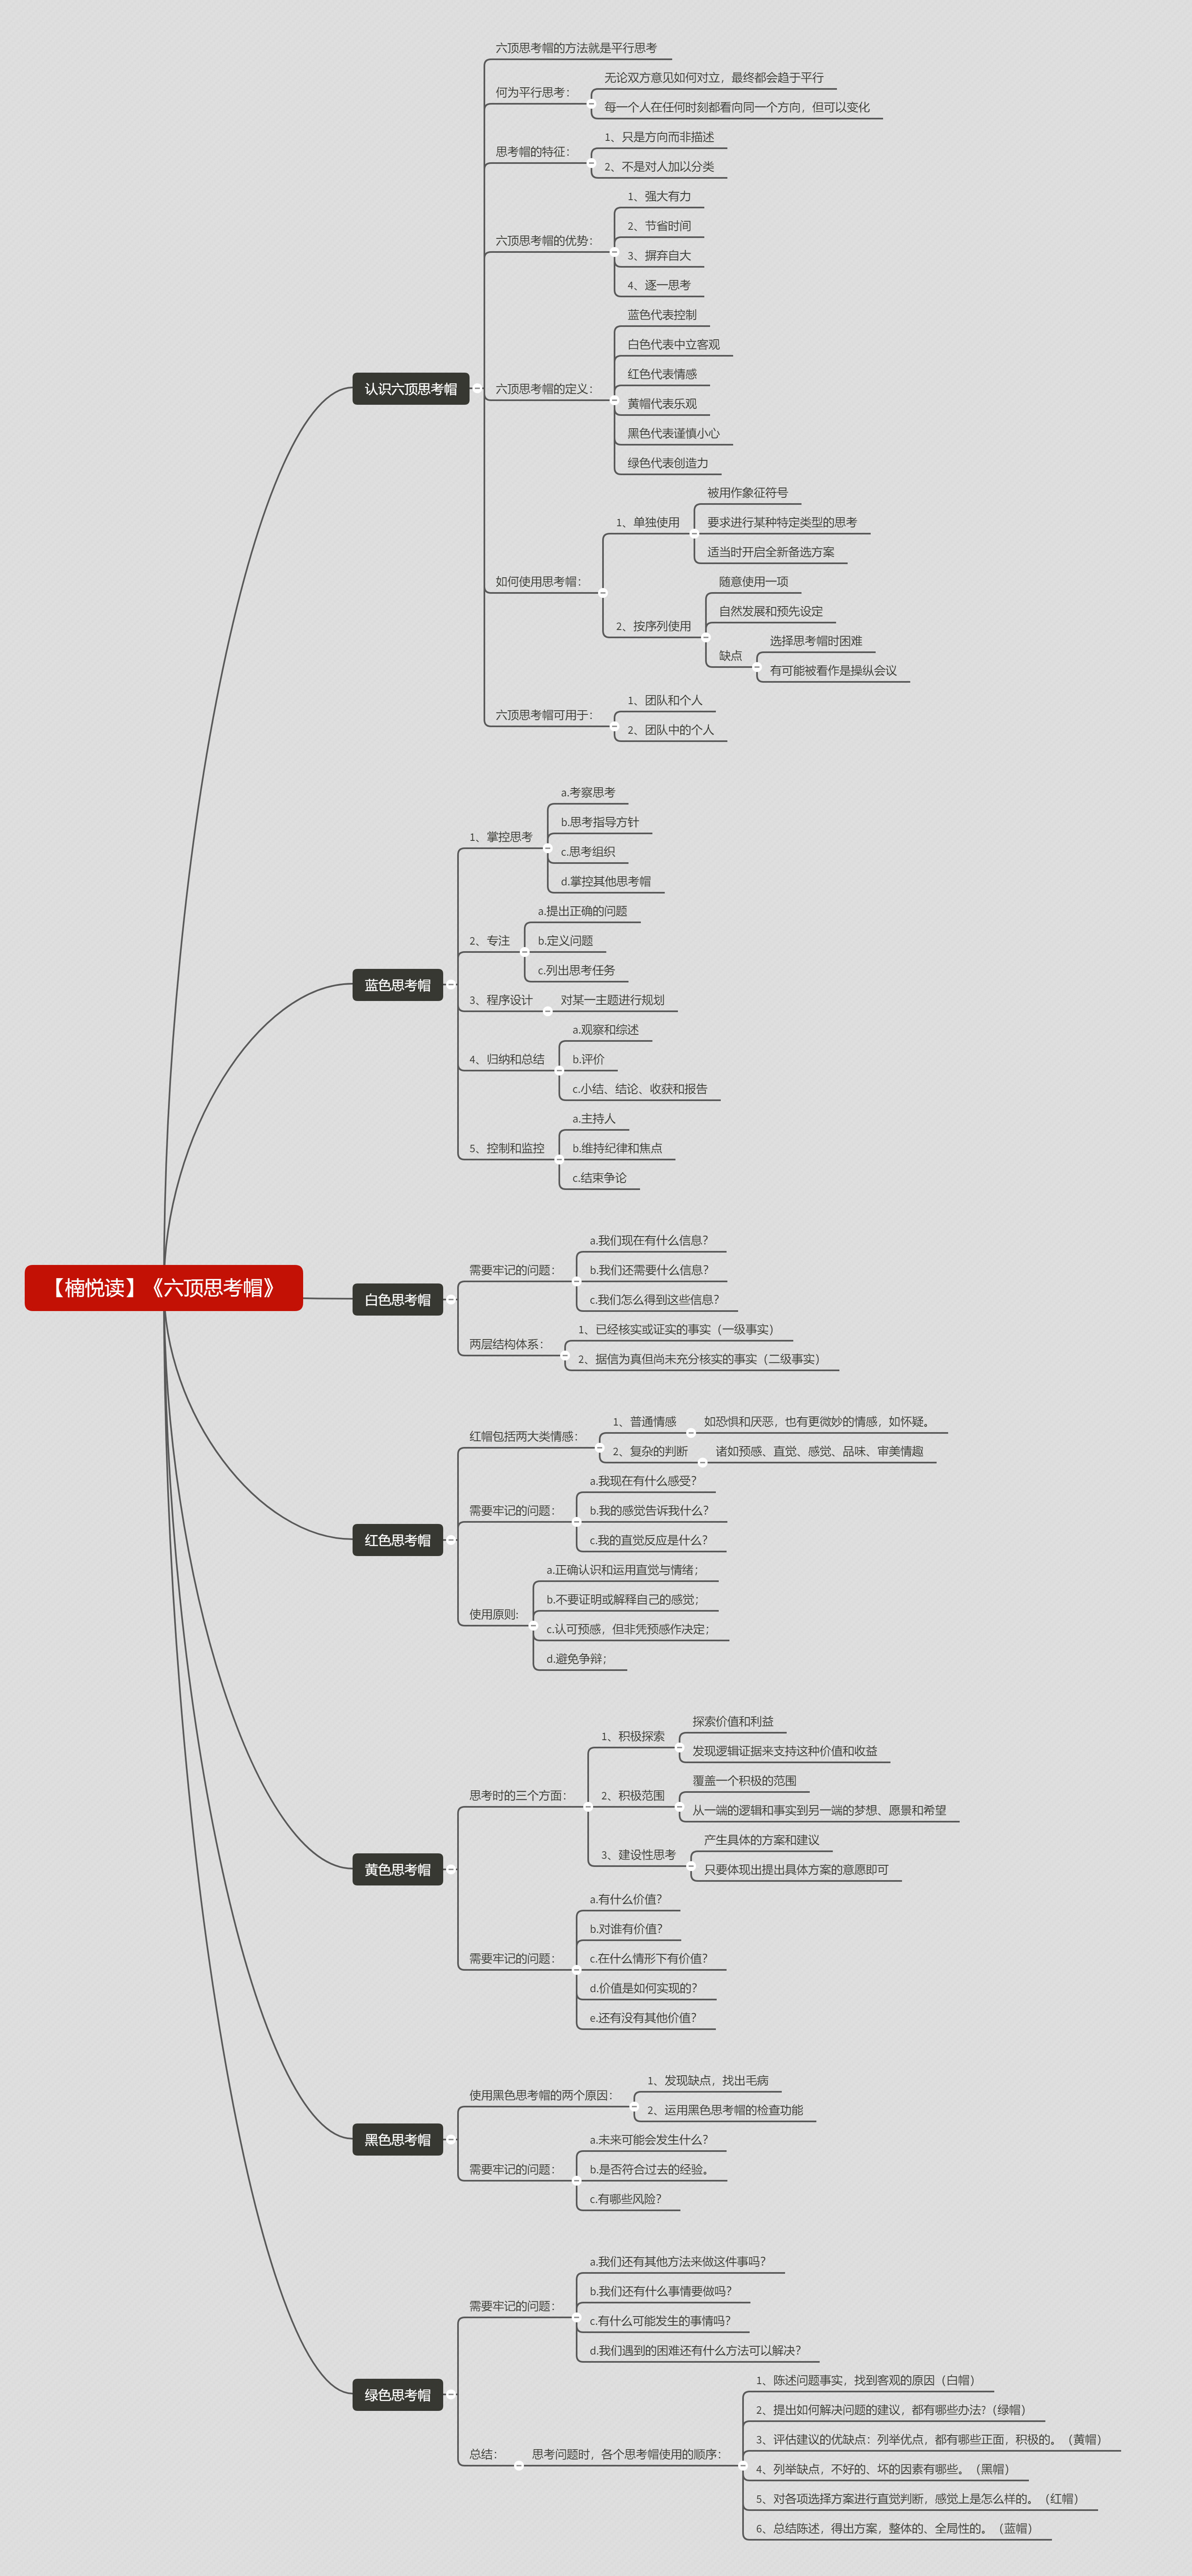 【楠悦读】《六顶思考帽》
认识六顶思考帽
六顶思考帽的方法就是平行思考
何为平行思考：
无论双方意见如何对立，最终都会趋于平行
每一个人在任何时刻都看向同一个方向，但可以变化
思考帽的特征：
1、只是方向而非描述
2、不是对人加以分类
六顶思考帽的优势：
1、强大有力
2、节省时间
3、摒弃自大
4、逐一思考
六顶思考帽的定义：
蓝色代表控制
白色代表中立客观
红色代表情感
黄帽代表乐观
黑色代表谨慎小心
绿色代表创造力
如何使用思考帽：
1、单独使用
被用作象征符号
要求进行某种特定类型的思考
适当时开启全新备选方案
2、按序列使用
随意使用一项
自然发展和预先设定
缺点
选择思考帽时困难
有可能被看作是操纵会议
六顶思考帽可用于：
1、团队和个人
2、团队中的个人
蓝色思考帽
1、掌控思考
a.考察思考
b.思考指导方针
c.思考组织
d.掌控其他思考帽
2、专注
a.提出正确的问题
b.定义问题
c.列出思考任务
3、程序设计
对某一主题进行规划
4、归纳和总结
a.观察和综述
b.评价
c.小结、结论、收获和报告
5、控制和监控
a.主持人
b.维持纪律和焦点
c.结束争论
白色思考帽
需要牢记的问题：
a.我们现在有什么信息？
b.我们还需要什么信息？
c.我们怎么得到这些信息？
两层结构体系：
1、已经核实或证实的事实（一级事实）
2、据信为真但尚未充分核实的事实（二级事实）
红色思考帽
红帽包括两大类情感：
1、普通情感
如恐惧和厌恶，也有更微妙的情感，如怀疑。
2、复杂的判断
诸如预感、直觉、感觉、品味、审美情趣
需要牢记的问题：
a.我现在有什么感受？
b.我的感觉告诉我什么？
c.我的直觉反应是什么？
使用原则：
a.正确认识和运用直觉与情绪；
b.不要证明或解释自己的感觉；
c.认可预感，但非凭预感作决定；
d.避免争辩；
黄色思考帽
思考时的三个方面：
1、积极探索
探索价值和利益
发现逻辑证据来支持这种价值和收益
2、积极范围
覆盖一个积极的范围
从一端的逻辑和事实到另一端的梦想、愿景和希望
3、建设性思考
产生具体的方案和建议
只要体现出提出具体方案的意愿即可
需要牢记的问题：
a.有什么价值？
b.对谁有价值？
c.在什么情形下有价值？
d.价值是如何实现的？
e.还有没有其他价值？
黑色思考帽
使用黑色思考帽的两个原因：
1、发现缺点，找出毛病
2、运用黑色思考帽的检查功能
需要牢记的问题：
a.未来可能会发生什么？
b.是否符合过去的经验。
c.有哪些风险？
绿色思考帽
需要牢记的问题：
a.我们还有其他方法来做这件事吗？
b.我们还有什么事情要做吗？
c.有什么可能发生的事情吗？
d.我们遇到的困难还有什么方法可以解决？
总结：
思考问题时，各个思考帽使用的顺序：
1、陈述问题事实，找到客观的原因（白帽）
2、提出如何解决问题的建议，都有哪些办法？（绿帽）
3、评估建议的优缺点：列举优点，都有哪些正面，积极的。（黄帽）
4、列举缺点，不好的、坏的因素有哪些。（黑帽）
5、对各项选择方案进行直觉判断，感觉上是怎么样的。（红帽）
6、总结陈述，得出方案，整体的、全局性的。（蓝帽）